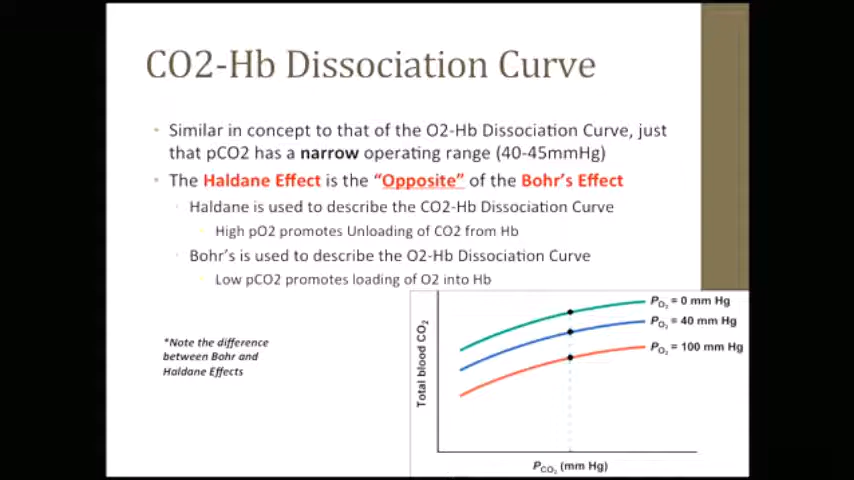 CO2-Hb Dissociation Curve
• Similar in concept to that of the O2-Hb Dissociation Curve, just
that pCO2 has a narrow operating range (40-45mmHg)
• The Haldane Effect is the “Opposite” of the Bohr’s Effect
Haldane is used to describe the CO2-Hb Dissociation Curve
High pO2 promotes Unloading of CO2 from Hb
Bohr’s is used to describe the O2-Hb Dissociation Curve
Low pCO2 promotes loading of O2 into Hb
*Note the difference
between Bohr and
Haldane Effects
Total blood CO₂
P_O₂ = 0 mm Hg
P_O₂ = 40 mm Hg
P_O₂ = 100 mm Hg
P_CO₂ (mm Hg)